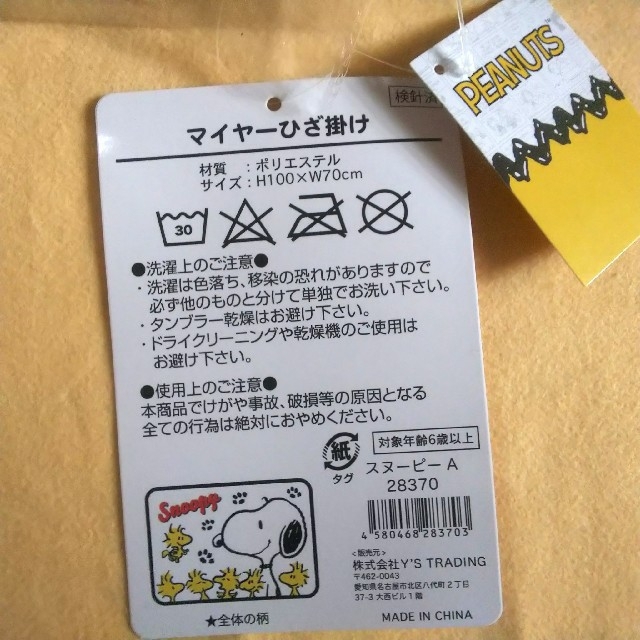 PEANUTS
検針済
マイヤーひざ掛け
材質 : ポリエステル
サイズ : H100×W70cm
30
●洗濯上のご注意●
・洗濯は色落ち、移染の恐れがありますので
必ず他のものと分けて単独でお洗い下さい。
・タンブラー乾燥はお避け下さい。
・ドライクリーニングや乾燥機のご使用は
お避け下さい。
●使用上のご注意●
本商品でけがや事故、破損等の原因となる
全ての行為は絶対におやめください。
紙
タグ
対象年齢6歳以上
スヌーピー A
28370
Snoopy
4 580468 283703
<販売元>
株式会社Y'S TRADING
〒462-0043
愛知県名古屋市北区八代町2丁目
37-3 大西ビル1階
★全体の柄
MADE IN CHINA